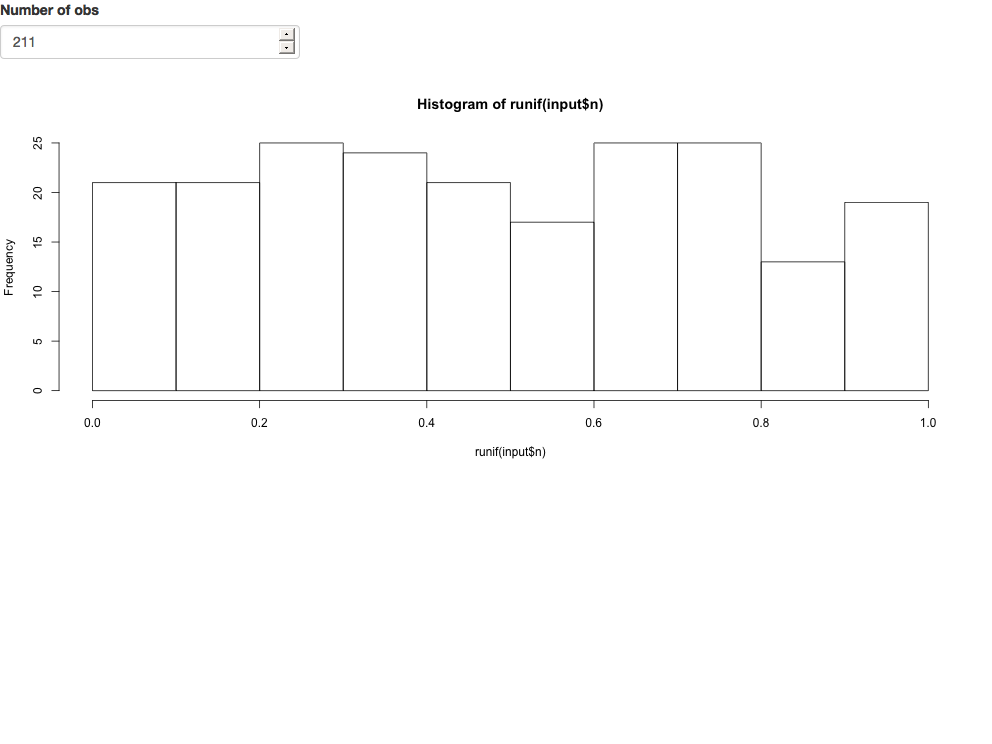 Number of obs
211
Histogram of runif(input$n)
25
20
15
10
5
0
Frequency
0.0 0.2 0.4 0.6 0.8 1.0
runif(input$n)